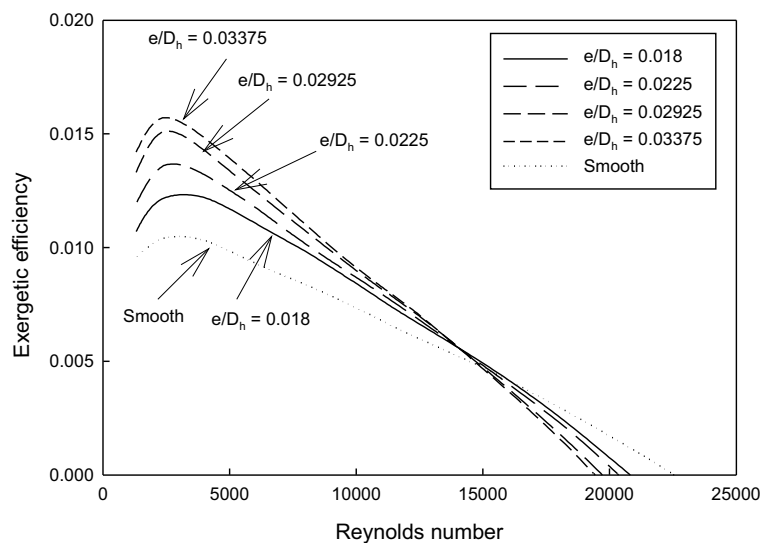 0.020
0.015
0.010
0.005
0.000
Exergetic efficiency
e/Dh = 0.03375
e/Dh = 0.02925
e/Dh = 0.0225
Smooth
e/Dh = 0.018
e/Dh = 0.018
e/Dh = 0.0225
e/Dh = 0.02925
e/Dh = 0.03375
Smooth
0 5000 10000 15000 20000 25000
Reynolds number